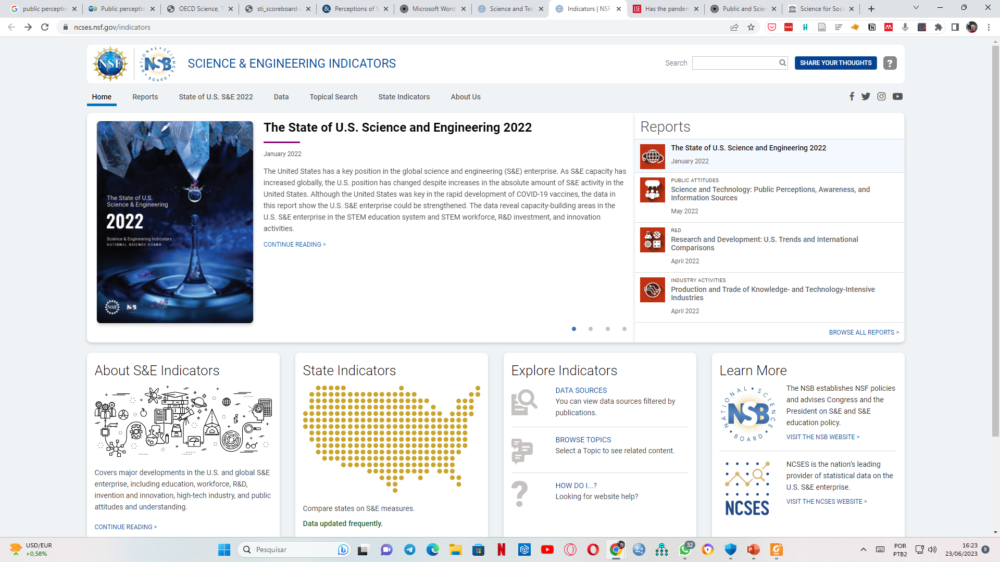 public perceptio
Public perceptio
OECD Science, T
sti_scoreboard-2
Perceptions of S
Microsoft Word
Science and Tec
Indicators | NSF
Has the pandem
Public and Scien
Science for Soci
ncses.nsf.gov/indicators
NSF
NATIONAL SCIENCE BOARD
NSB
SCIENCE & ENGINEERING INDICATORS
Search
SHARE YOUR THOUGHTS
?
Home
Reports
State of U.S. S&E 2022
Data
Topical Search
State Indicators
About Us
The State of U.S.
Science & Engineering
2022
Science & Engineering Indicators
NATIONAL SCIENCE BOARD
NSF
NSB
The State of U.S. Science and Engineering 2022
January 2022
The United States has a key position in the global science and engineering (S&E) enterprise. As S&E capacity has
increased globally, the U.S. position has changed despite increases in the absolute amount of S&E activity in the
United States. Although the United States was key in the rapid development of COVID-19 vaccines, the data in
this report show the U.S. S&E enterprise could be strengthened. The data reveal capacity-building areas in the
U.S. S&E enterprise in the STEM education system and STEM workforce, R&D investment, and innovation
activities.
CONTINUE READING >
Reports
The State of U.S. Science and Engineering 2022
January 2022
PUBLIC ATTITUDES
Science and Technology: Public Perceptions, Awareness, and
Information Sources
May 2022
R&D
Research and Development: U.S. Trends and International
Comparisons
April 2022
INDUSTRY ACTIVITIES
Production and Trade of Knowledge- and Technology-Intensive
Industries
April 2022
BROWSE ALL REPORTS >
About S&E Indicators
Covers major developments in the U.S. and global S&E
enterprise, including education, workforce, R&D,
invention and innovation, high-tech industry, and public
attitudes and understanding.
CONTINUE READING >
State Indicators
Compare states on S&E measures.
Data updated frequently.
Explore Indicators
DATA SOURCES
You can view data sources filtered by
publications.
BROWSE TOPICS
Select a Topic to see related content.
HOW DO I...?
Looking for website help?
Learn More
NATIONAL SCIENCE BOARD
NSB
The NSB establishes NSF policies
and advises Congress and the
President on S&E and S&E
education policy.
VISIT THE NSB WEBSITE >
NCSES
NCSES is the nation's leading
provider of statistical data on the
U.S. S&E enterprise.
VISIT THE NCSES WEBSITE >
USD/EUR
+0,58%
Pesquisar
32
POR
PTB2
16:23
23/06/2023
9